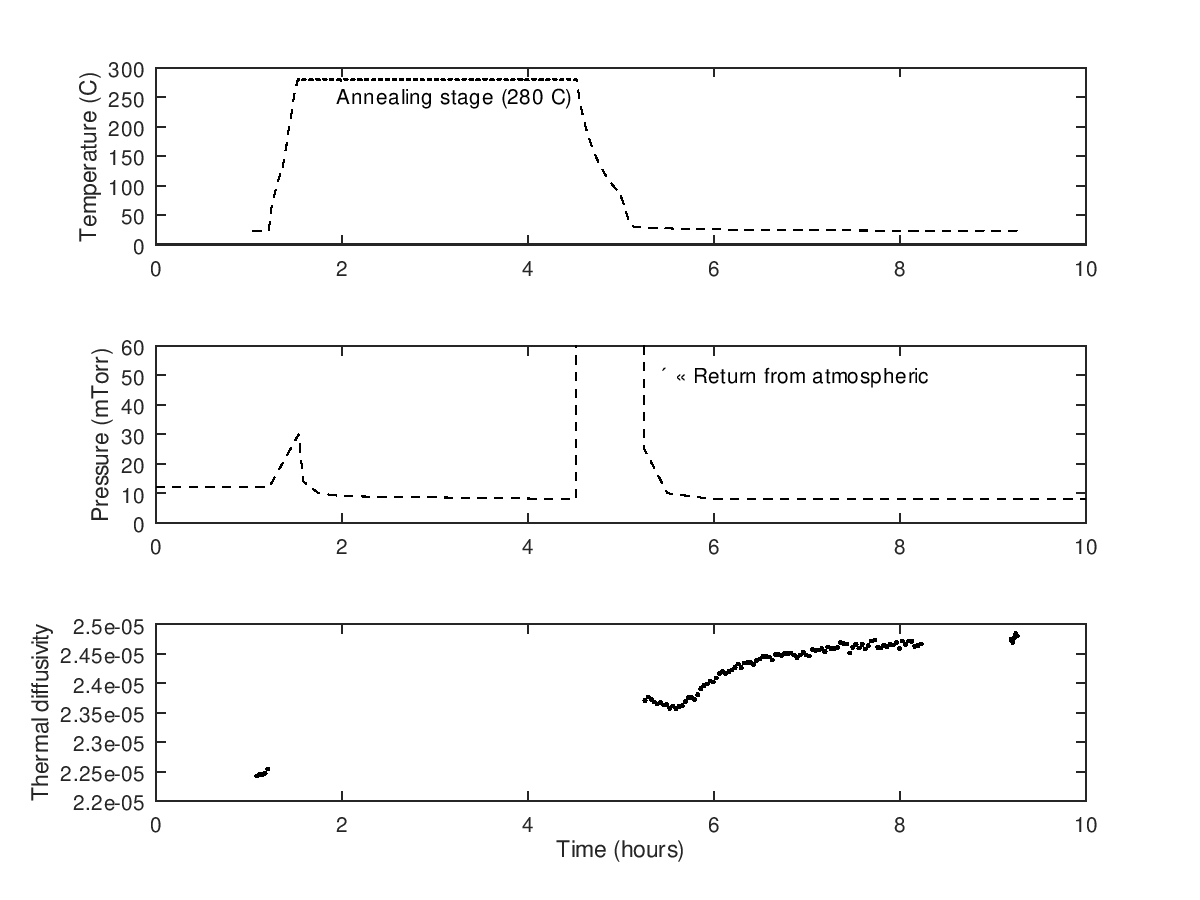 Temperature (C)
300
250
200
150
100
50
0
Annealing stage (280 C)
0 2 4 6 8 10
Pressure (mTorr)
60
50
40
30
20
10
0
´ « Return from atmospheric
0 2 4 6 8 10
Thermal diffusivity
2.5e-05
2.45e-05
2.4e-05
2.35e-05
2.3e-05
2.25e-05
2.2e-05
0 2 4 6 8 10
Time (hours)